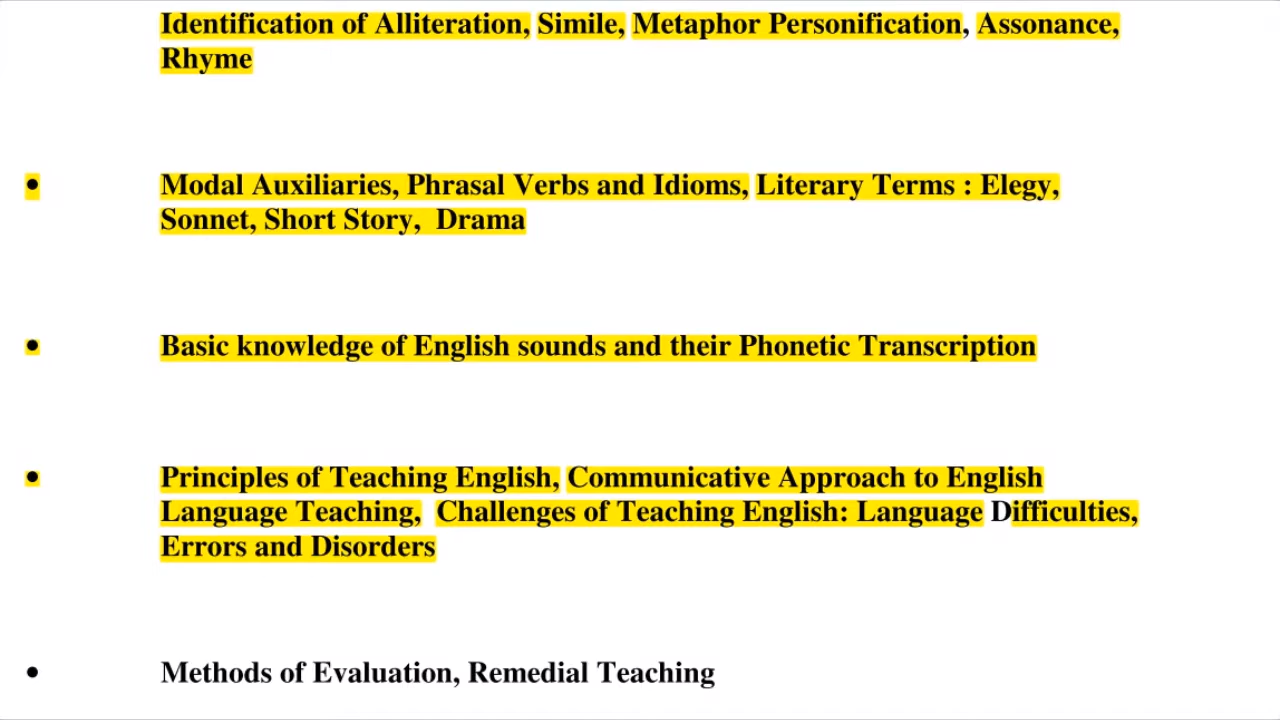 Identification of Alliteration, Simile, Metaphor Personification, Assonance,
Rhyme
• Modal Auxiliaries, Phrasal Verbs and Idioms, Literary Terms : Elegy,
Sonnet, Short Story,  Drama
• Basic knowledge of English sounds and their Phonetic Transcription
• Principles of Teaching English, Communicative Approach to English
Language Teaching,  Challenges of Teaching English: Language Difficulties,
Errors and Disorders
• Methods of Evaluation, Remedial Teaching